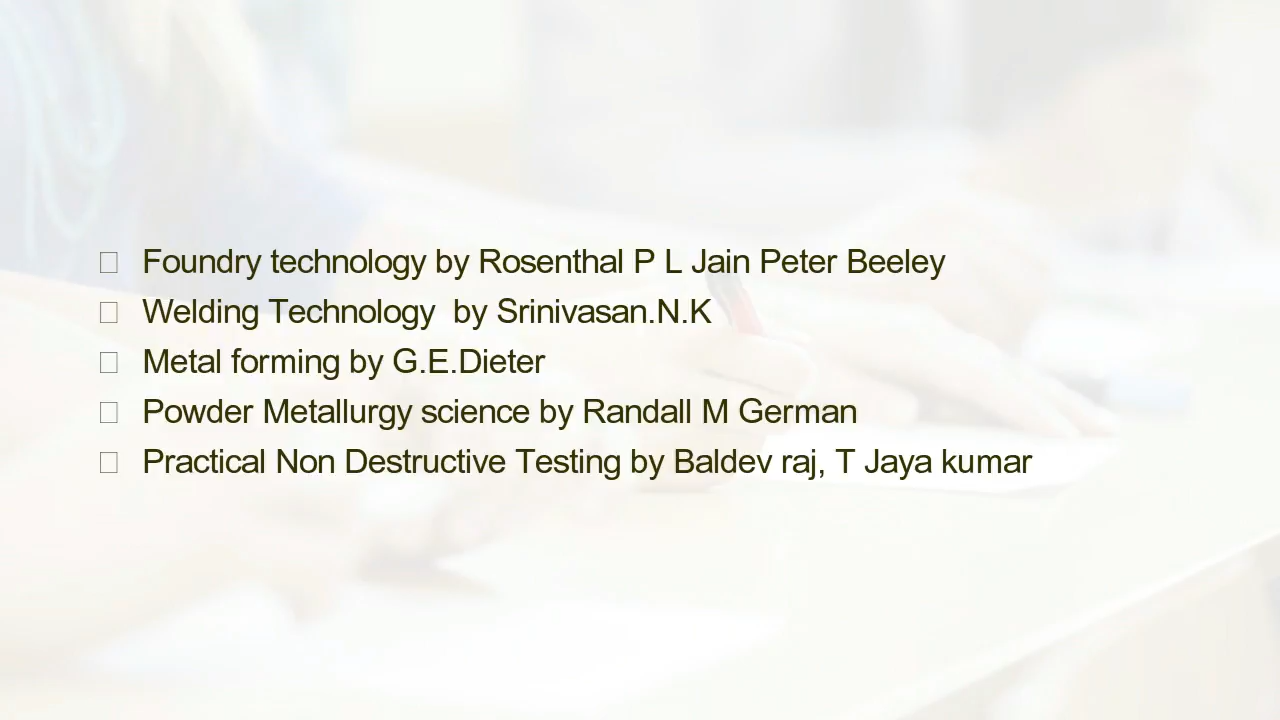 Foundry technology by Rosenthal P L Jain Peter Beeley
Welding Technology  by Srinivasan.N.K
Metal forming by G.E.Dieter
Powder Metallurgy science by Randall M German
Practical Non Destructive Testing by Baldev raj, T Jaya kumar